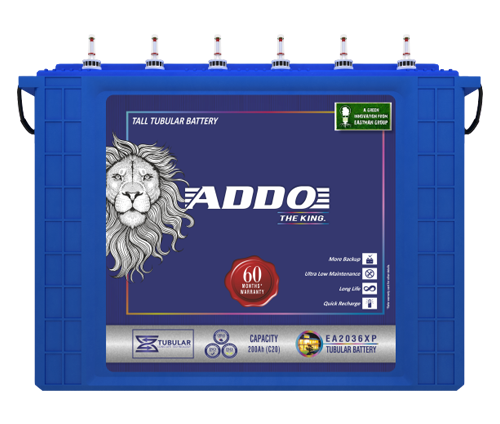 TALL TUBULAR BATTERY
A GREEN
INNOVATION FROM
EASTMAN GROUP
ADDO
THE KING.
60
MONTHS*
WARRANTY
More Backup
Ultra Low Maintenance
Long Life
Quick Recharge
TUBULAR
CAPACITY
200Ah (C20)
EA2036XP
TUBULAR BATTERY